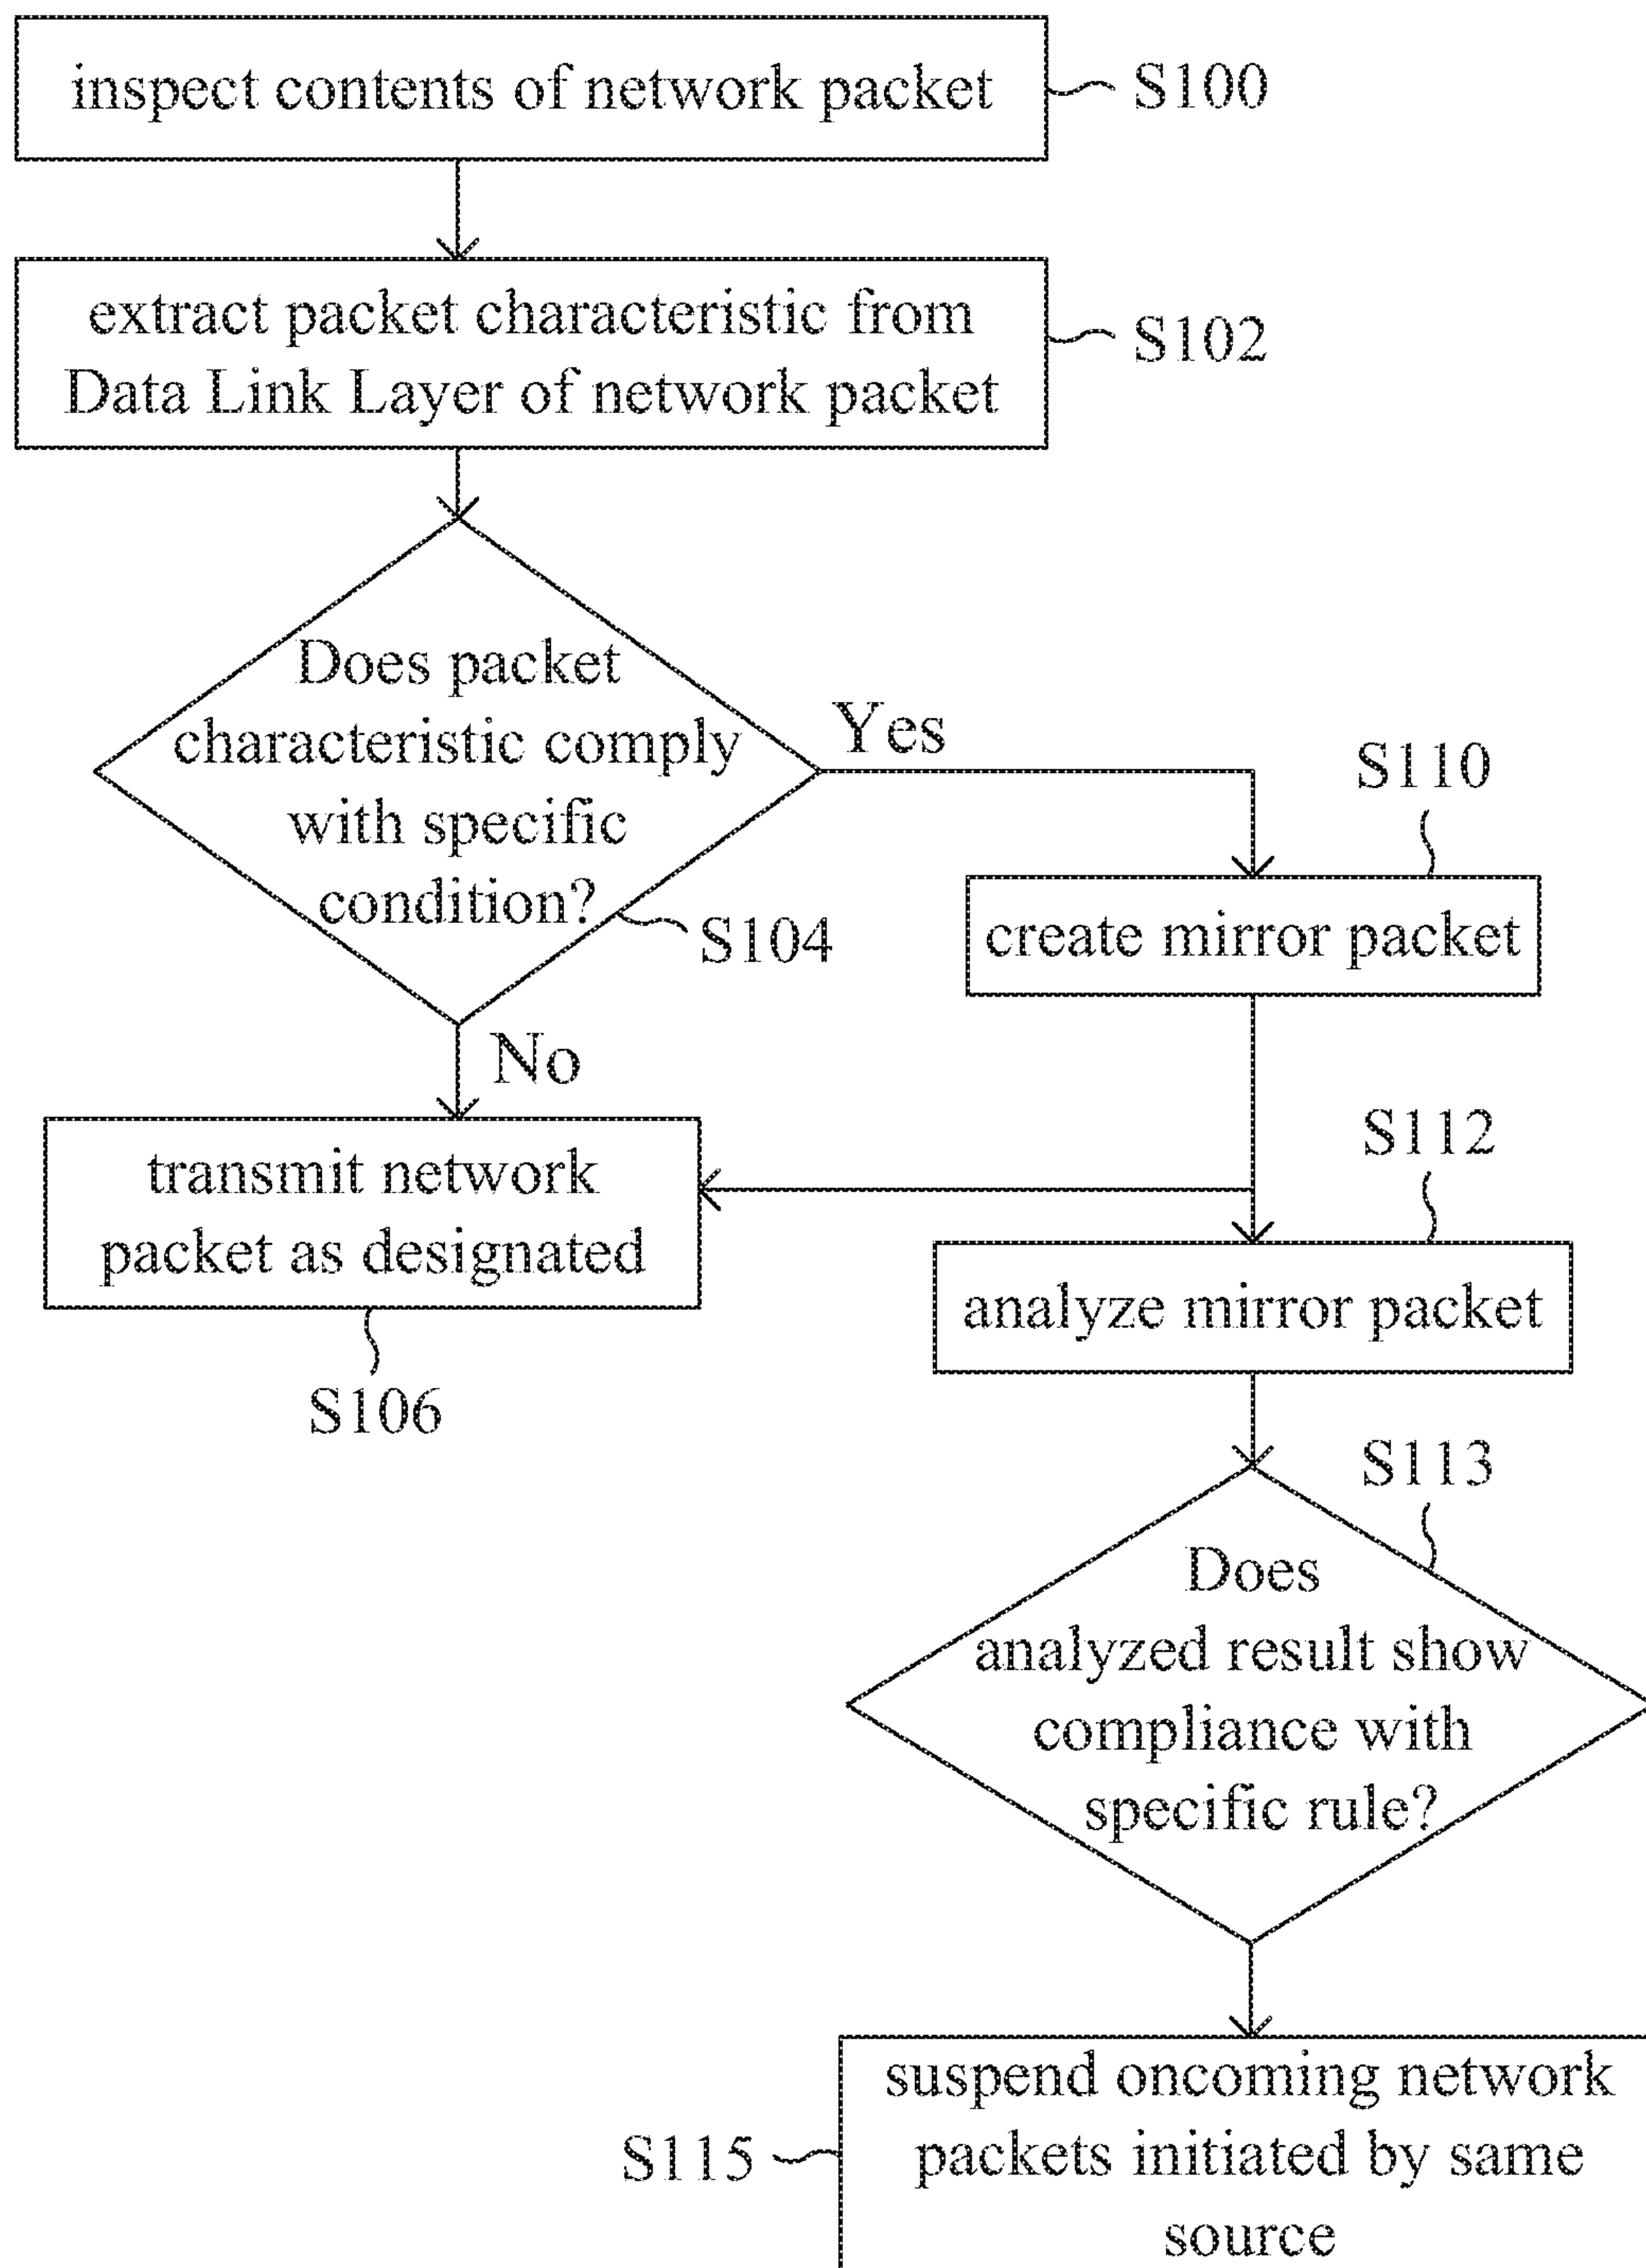 inspect contents of network packet
S100
extract packet characteristic from
Data Link Layer of network packet
S102
Does packet
characteristic comply
with specific
condition?
S104
Yes
No
S110
create mirror packet
transmit network
packet as designated
S106
S112
analyze mirror packet
S113
Does
analyzed result show
compliance with
specific rule?
suspend oncoming network
packets initiated by same
source
S115